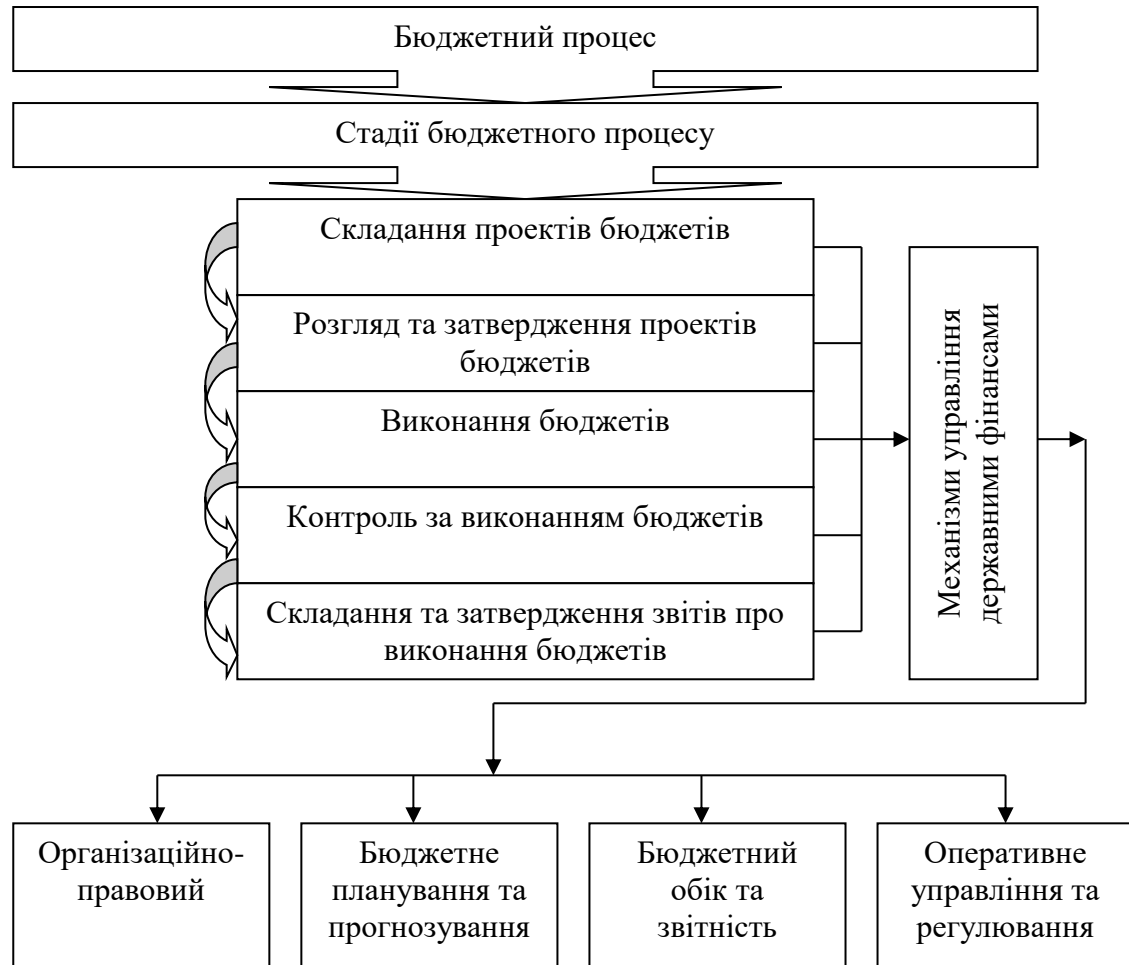 Бюджетний процес
Стадії бюджетного процесу
Складання проектів бюджетів
Розгляд та затвердження проектів
бюджетів
Виконання бюджетів
Контроль за виконанням бюджетів
Складання та затвердження звітів про
виконання бюджетів
Механізми управління
державними фінансами
Організаційно-
правовий
Бюджетне
планування та
прогнозування
Бюджетний
обік та
звітність
Оперативне
управління та
регулювання